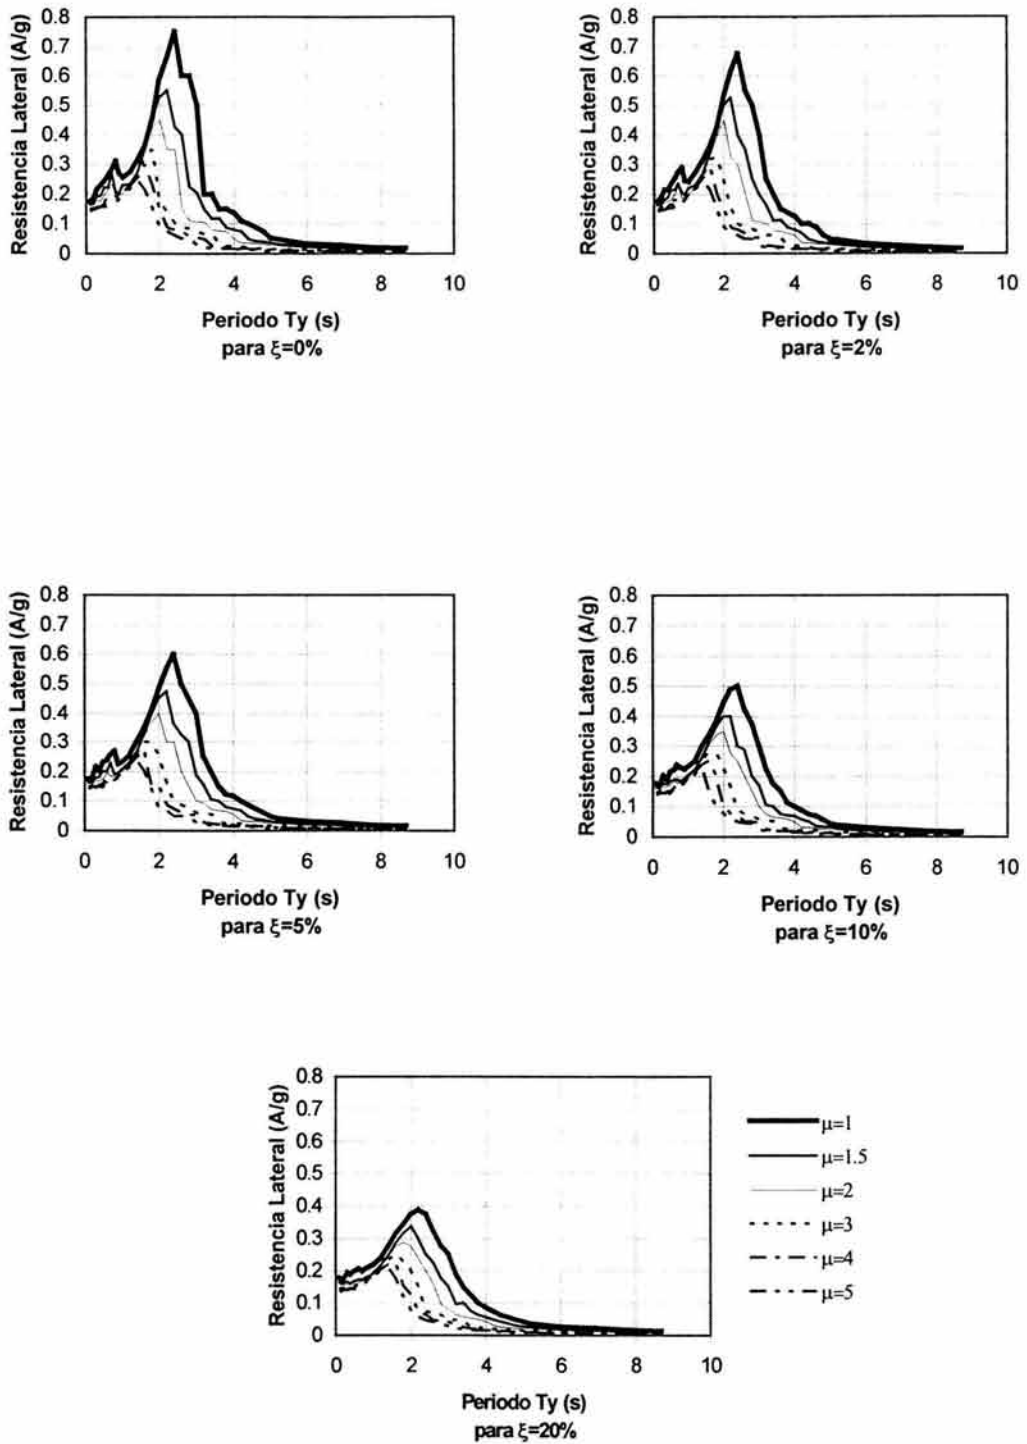 Resistencia Lateral (A/g)
0.8
0.7
0.6
0.5
0.4
0.3
0.2
0.1
0
0 2 4 6 8 10
Periodo Ty (s)
para ξ=0%
Resistencia Lateral (A/g)
0.8
0.7
0.6
0.5
0.4
0.3
0.2
0.1
0
0 2 4 6 8 10
Periodo Ty (s)
para ξ=2%
Resistencia Lateral (A/g)
0.8
0.7
0.6
0.5
0.4
0.3
0.2
0.1
0
0 2 4 6 8 10
Periodo Ty (s)
para ξ=5%
Resistencia Lateral (A/g)
0.8
0.7
0.6
0.5
0.4
0.3
0.2
0.1
0
0 2 4 6 8 10
Periodo Ty (s)
para ξ=10%
Resistencia Lateral (A/g)
0.8
0.7
0.6
0.5
0.4
0.3
0.2
0.1
0
0 2 4 6 8 10
Periodo Ty (s)
para ξ=20%
μ=1
μ=1.5
μ=2
μ=3
μ=4
μ=5